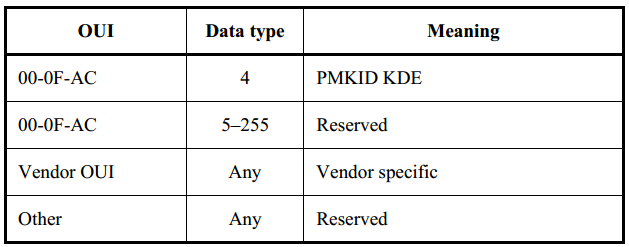 OUI Data type Meaning
00-0F-AC 4 PMKID KDE
00-0F-AC 5–255 Reserved
Vendor OUI Any Vendor specific
Other Any Reserved